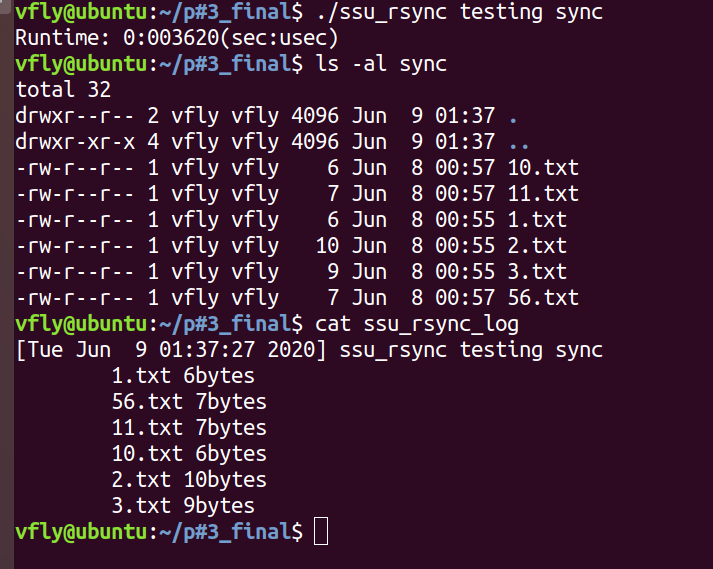 vfly@ubuntu:~/p#3_final$ ./ssu_rsync testing sync
Runtime: 0:003620(sec:usec)
vfly@ubuntu:~/p#3_final$ ls -al sync
total 32
drwxr--r-- 2 vfly vfly 4096 Jun  9 01:37 .
drwxr-xr-x 4 vfly vfly 4096 Jun  9 01:37 ..
-rw-r--r-- 1 vfly vfly    6 Jun  8 00:57 10.txt
-rw-r--r-- 1 vfly vfly    7 Jun  8 00:57 11.txt
-rw-r--r-- 1 vfly vfly    6 Jun  8 00:55 1.txt
-rw-r--r-- 1 vfly vfly   10 Jun  8 00:55 2.txt
-rw-r--r-- 1 vfly vfly    9 Jun  8 00:55 3.txt
-rw-r--r-- 1 vfly vfly    7 Jun  8 00:57 56.txt
vfly@ubuntu:~/p#3_final$ cat ssu_rsync_log
[Tue Jun  9 01:37:27 2020] ssu_rsync testing sync
        1.txt 6bytes
        56.txt 7bytes
        11.txt 7bytes
        10.txt 6bytes
        2.txt 10bytes
        3.txt 9bytes
vfly@ubuntu:~/p#3_final$